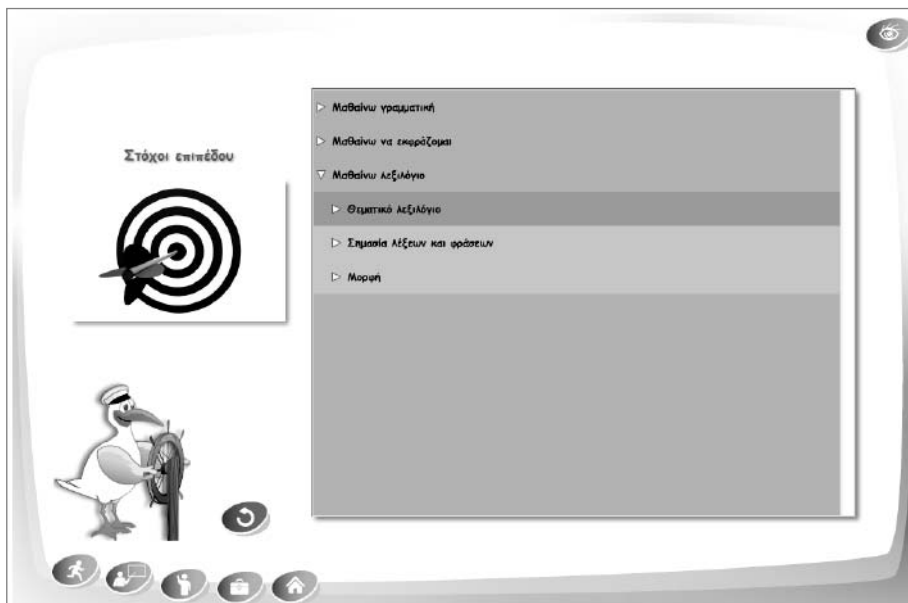 Στόχοι επιπέδου
Μαθαίνω γραμματική
Μαθαίνω να εκφράζομαι
Μαθαίνω λεξιλόγιο
Θεματικό λεξιλόγιο
Σημασία λέξεων και φράσεων
Μορφή